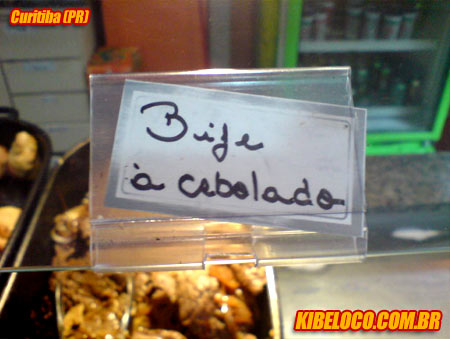 Curitiba (PR)
Bife
à cebolado
KIBELOCO.COM.BR